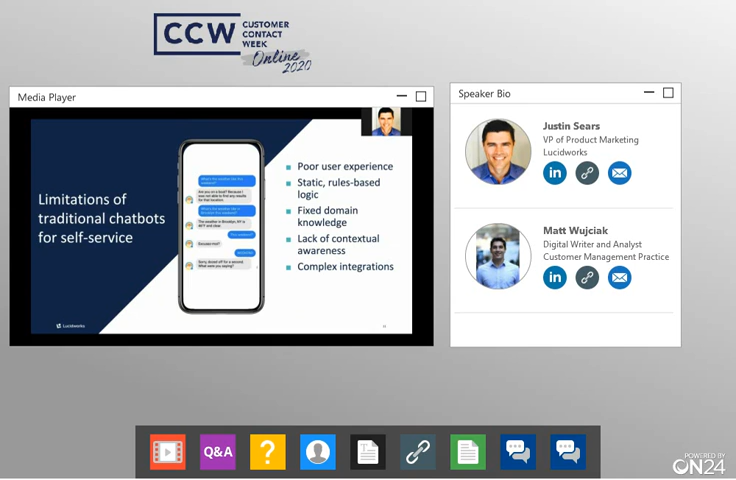 CCW
CUSTOMER
CONTACT
WEEK
Online
2020
Media Player
Limitations of
traditional chatbots
for self-service
Poor user experience
Static, rules-based
logic
Fixed domain
knowledge
Lack of contextual
awareness
Complex integrations
Lucidworks
Speaker Bio
Justin Sears
VP of Product Marketing
Lucidworks
in
Matt Wujciak
Digital Writer and Analyst
Customer Management Practice
in
Q&A
?
POWERED BY
ON24